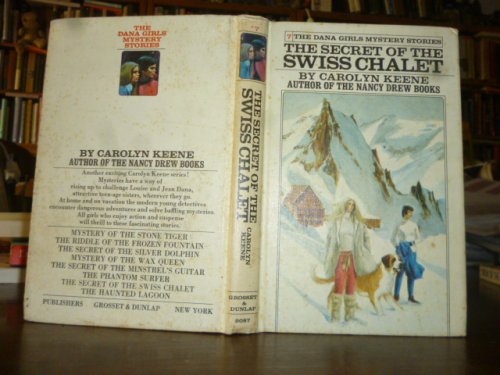 THE
DANA GIRLS
MYSTERY
STORIES
BY CAROLYN KEENE
AUTHOR OF THE NANCY DREW BOOKS
Another exciting Carolyn Keene series!
Mysteries have a way of
rising up to challenge Louise and Jean Dana,
attractive teen-age sisters, wherever they go.
At home and on vacation the modern young detectives
encounter dangerous adventures and solve baffling mysteries.
All girls who enjoy action and suspense
will thrill to these fascinating stories.
MYSTERY OF THE STONE TIGER
THE RIDDLE OF THE FROZEN FOUNTAIN
THE SECRET OF THE SILVER DOLPHIN
MYSTERY OF THE WAX QUEEN
THE SECRET OF THE MINSTREL'S GUITAR
THE PHANTOM SURFER
THE SECRET OF THE SWISS CHALET
THE HAUNTED LAGOON
PUBLISHERS GROSSET & DUNLAP NEW YORK
7
THE SECRET OF THE
SWISS CHALET
CAROLYN
KEENE
GROSSET
&
DUNLAP
9087
7 THE DANA GIRLS MYSTERY STORIES
THE SECRET OF THE
SWISS CHALET
BY CAROLYN KEENE
AUTHOR OF THE NANCY DREW BOOKS